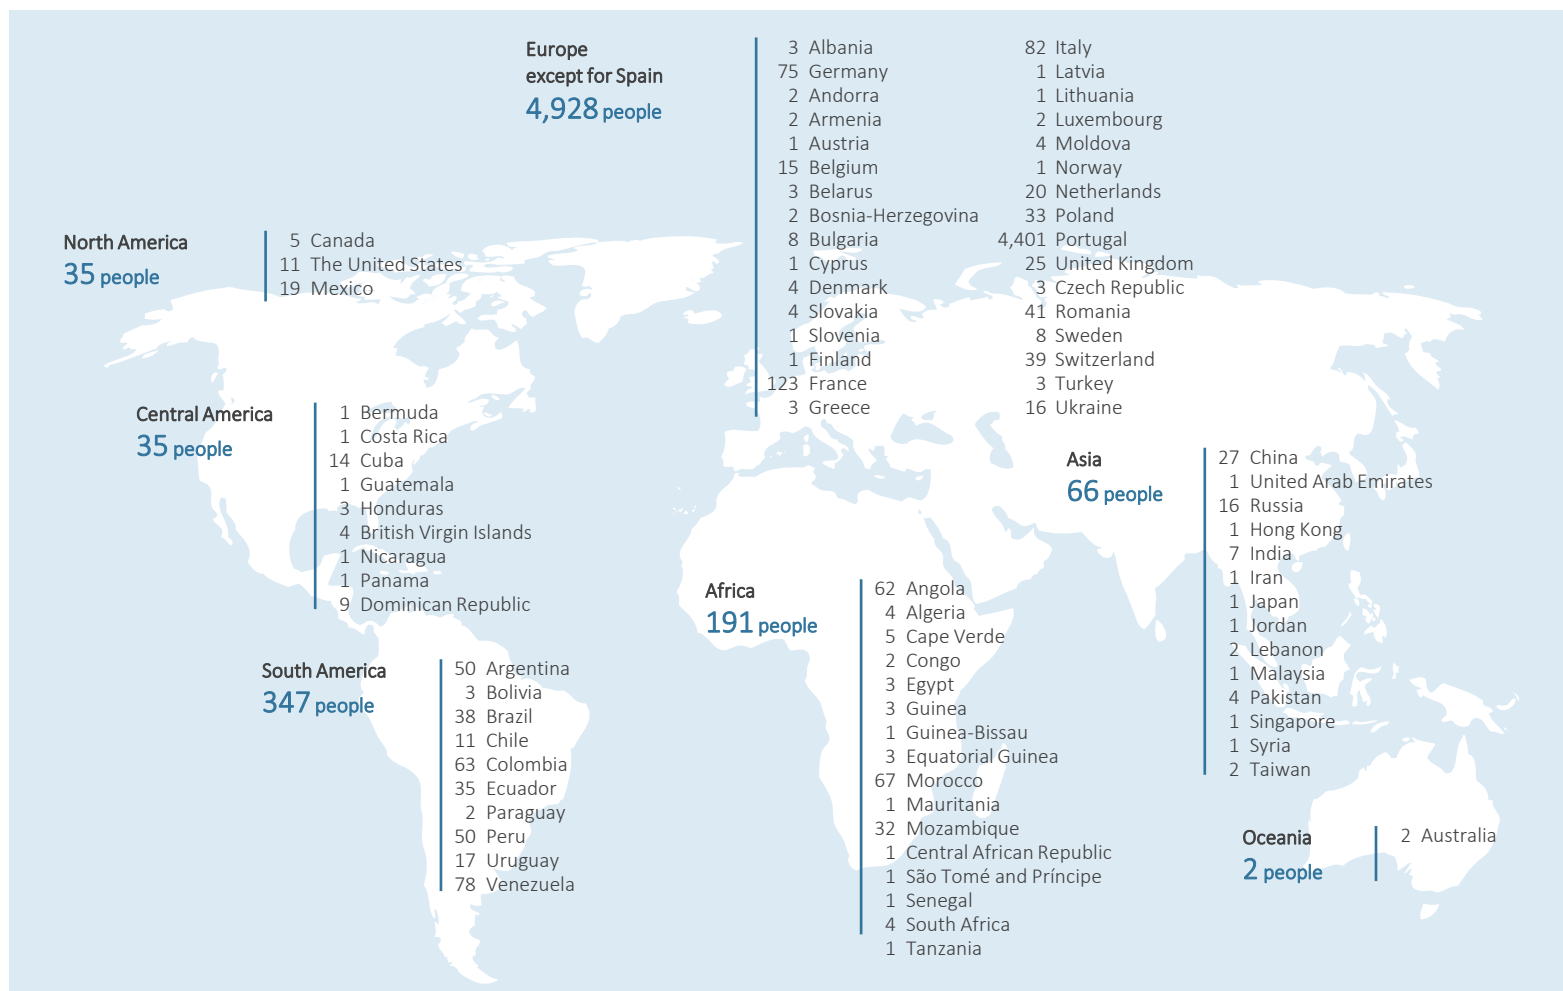 Europe
except for Spain
4,928 people
3 Albania
75 Germany
2 Andorra
2 Armenia
1 Austria
15 Belgium
3 Belarus
2 Bosnia-Herzegovina
8 Bulgaria
1 Cyprus
4 Denmark
4 Slovakia
1 Slovenia
1 Finland
123 France
3 Greece
82 Italy
1 Latvia
1 Lithuania
2 Luxembourg
4 Moldova
1 Norway
20 Netherlands
33 Poland
4,401 Portugal
25 United Kingdom
3 Czech Republic
41 Romania
8 Sweden
39 Switzerland
3 Turkey
16 Ukraine
North America
35 people
5 Canada
11 The United States
19 Mexico
Central America
35 people
1 Bermuda
1 Costa Rica
14 Cuba
1 Guatemala
3 Honduras
4 British Virgin Islands
1 Nicaragua
1 Panama
9 Dominican Republic
Asia
66 people
27 China
1 United Arab Emirates
16 Russia
1 Hong Kong
7 India
1 Iran
1 Japan
1 Jordan
2 Lebanon
1 Malaysia
4 Pakistan
1 Singapore
1 Syria
2 Taiwan
Africa
191 people
62 Angola
4 Algeria
5 Cape Verde
2 Congo
3 Egypt
3 Guinea
1 Guinea-Bissau
3 Equatorial Guinea
67 Morocco
1 Mauritania
32 Mozambique
1 Central African Republic
1 São Tomé and Príncipe
1 Senegal
4 South Africa
1 Tanzania
South America
347 people
50 Argentina
3 Bolivia
38 Brazil
11 Chile
63 Colombia
35 Ecuador
2 Paraguay
50 Peru
17 Uruguay
78 Venezuela
Oceania
2 people
2 Australia